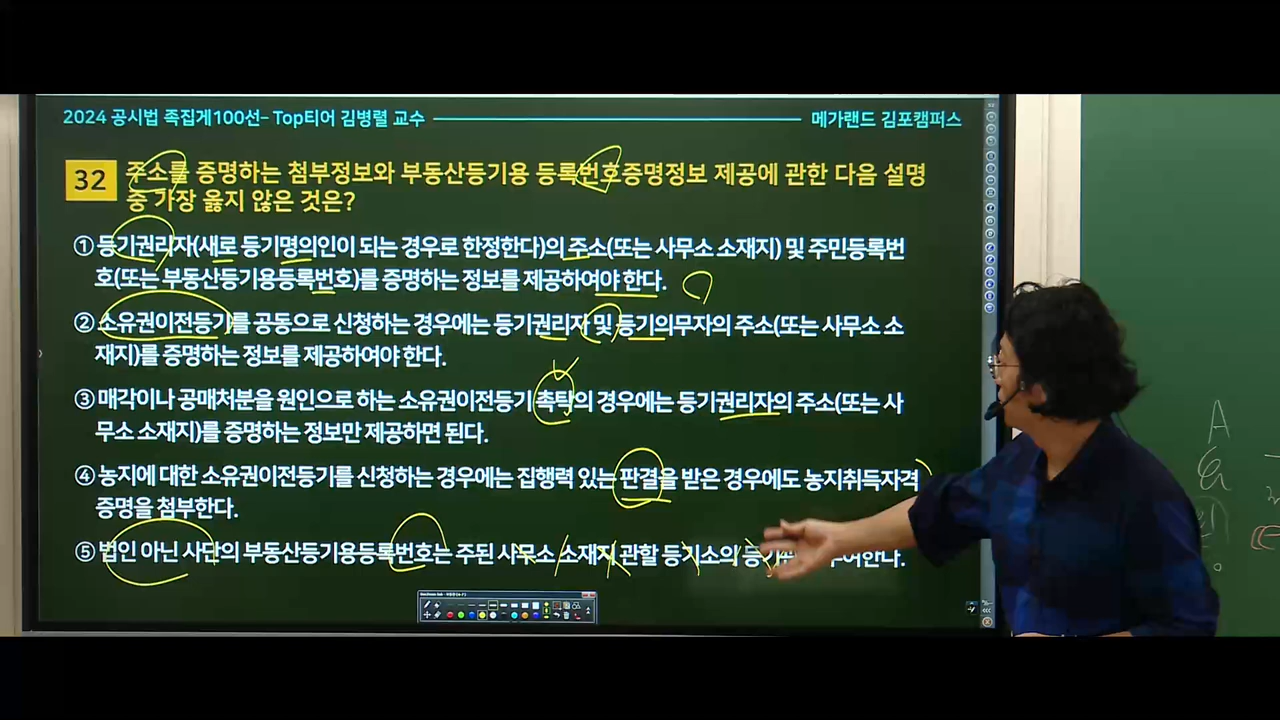 2024 공시법 족집게100선– Top티어 김병렬 교수
메가랜드 김포캠퍼스
32 주소를 증명하는 첨부정보와 부동산등기용 등록번호증명정보 제공에 관한 다음 설명
중 가장 옳지 않은 것은?
① 등기권리자(새로 등기명의인이 되는 경우로 한정한다)의 주소(또는 사무소 소재지) 및 주민등록번
호(또는 부동산등기용등록번호)를 증명하는 정보를 제공하여야 한다.
② 소유권이전등기를 공동으로 신청하는 경우에는 등기권리자 및 등기의무자의 주소(또는 사무소 소
재지)를 증명하는 정보를 제공하여야 한다.
③ 매각이나 공매처분을 원인으로 하는 소유권이전등기 촉탁의 경우에는 등기권리자의 주소(또는 사
무소 소재지)를 증명하는 정보만 제공하면 된다.
④ 농지에 대한 소유권이전등기를 신청하는 경우에는 집행력 있는 판결을 받은 경우에도 농지취득자격
증명을 첨부한다.
⑤ 법인 아닌 사단의 부동산등기용등록번호는 주된 사무소 소재지 관할 등기소의 여한다.
A